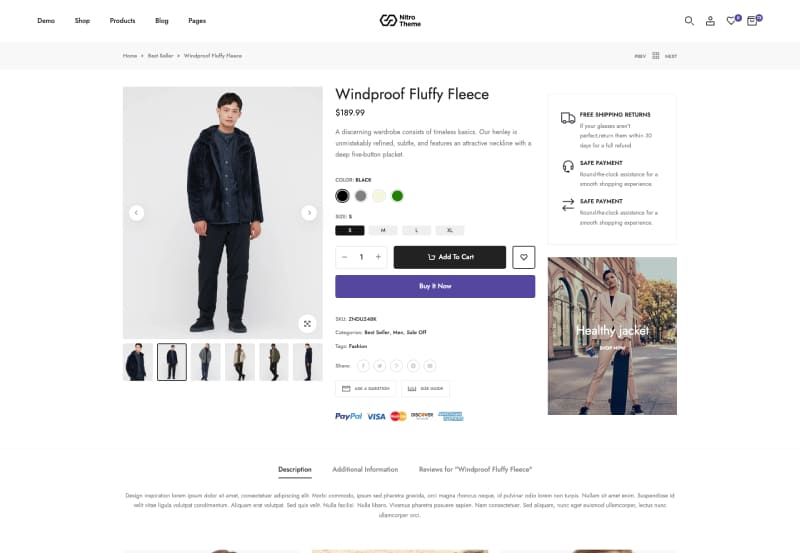 Demo Shop Products Blog Pages
Nitro
Theme
Home Best Seller Windproof Fluffy Fleece
PREV NEXT
Windproof Fluffy Fleece
$189.99
A discerning wardrobe consists of timeless basics. Our henley is
unmistakably refined, subtle, and features an attractive neckline with a
deep five-button placket.
COLOR: BLACK
SIZE: S
S M L XL
1
Add To Cart
Buy It Now
SKU: ZNDU248K
Categories: Best Seller, Men, Sale Off
Tags: Fashion
Share:
ASK A QUESTION SIZE GUIDE
PayPal VISA MasterCard DISCOVER AMERICAN EXPRESS
FREE SHIPPING RETURNS
If your glasses aren't
perfect,return them within 30
days for a full refund
SAFE PAYMENT
Round-the-clock assistance for a
smooth shopping experience.
SAFE PAYMENT
Round-the-clock assistance for a
smooth shopping experience.
Healthy jacket
SHOP NOW
Description Additional Information Reviews for "Windproof Fluffy Fleece"
Design inspiration lorem ipsum dolor sit amet, consectetuer adipiscing elit. Morbi commodo, ipsum sed pharetra gravida, orci magna rhoncus neque, id pulvinar odio lorem non turpis. Nullam sit amet enim. Suspendisse id
velit vitae ligula volutpat condimentum. Aliquam erat volutpat. Sed quis velit. Nulla facilisi. Nulla libero. Vivamus pharetra posuere sapien. Nam consectetuer. Sed aliquam, nunc eget euismod ullamcorper, lectus nunc
ullamcorper orci.